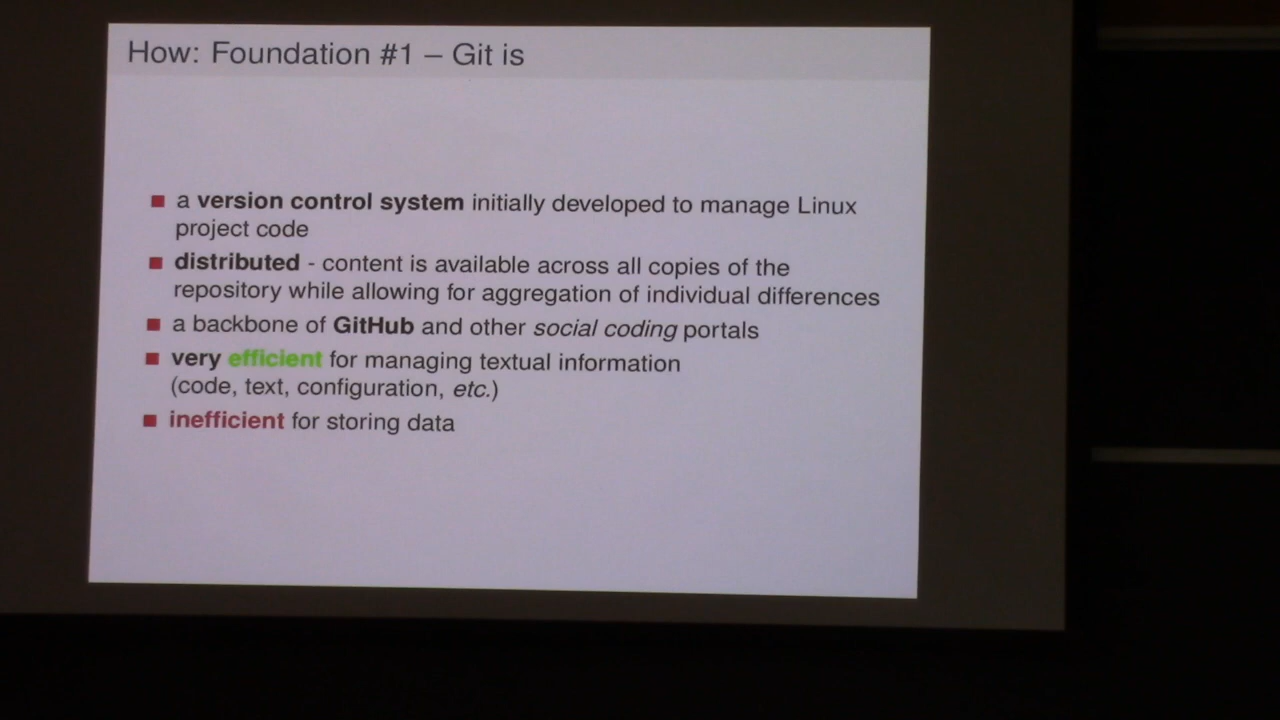 How: Foundation #1 – Git is
a version control system initially developed to manage Linux
project code
distributed - content is available across all copies of the
repository while allowing for aggregation of individual differences
a backbone of GitHub and other social coding portals
very efficient for managing textual information
(code, text, configuration, etc.)
inefficient for storing data